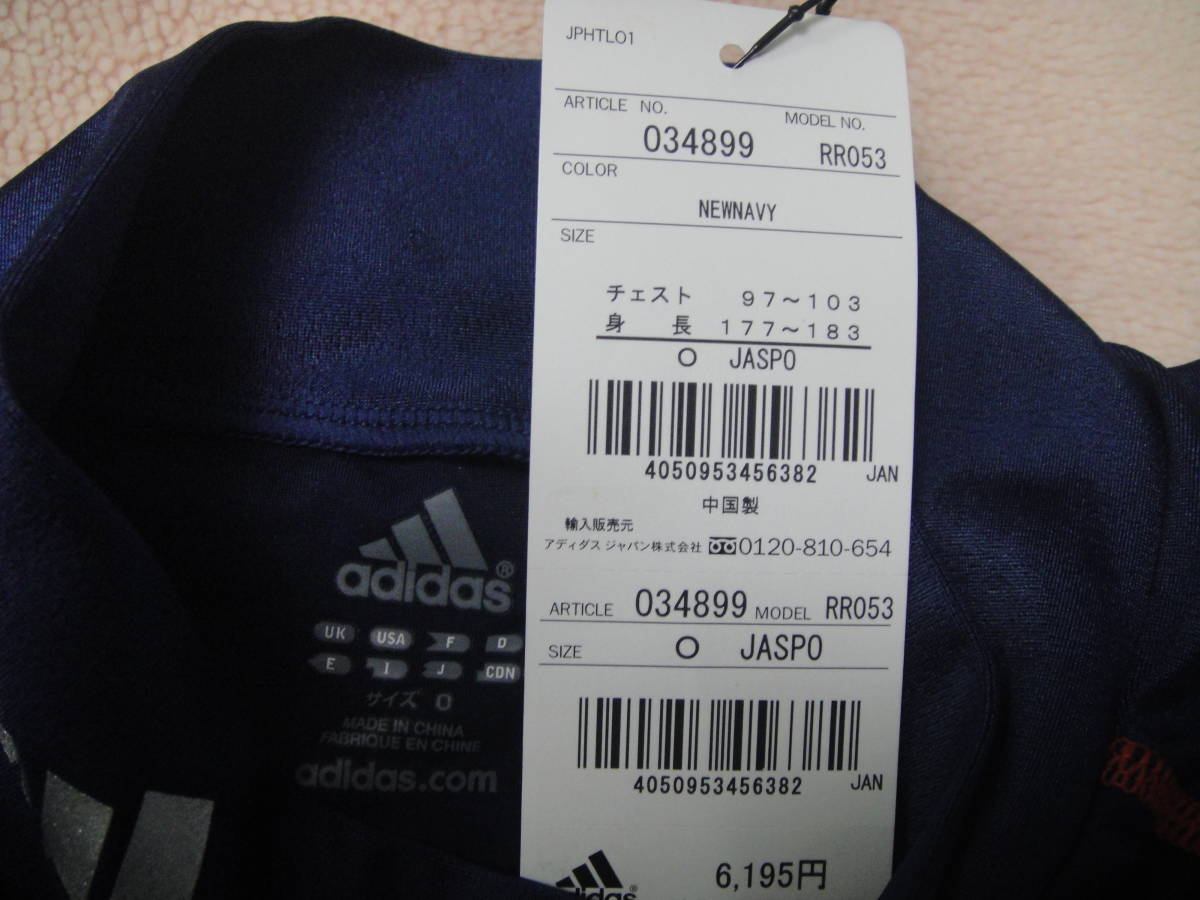 JPHTL01
ARTICLE NO.
MODEL NO.
034899
RR053
COLOR
NEWNAVY
SIZE
チェスト 97～103
身 長 177～183
O JASPO
4050953456382 JAN
中国製
輸入販売元
アディダス ジャパン株式会社 0120-810-654
ARTICLE 034899 MODEL RR053
SIZE O JASPO
4050953456382 JAN
adidas®
6,195円
adidas®
UK USA F D
E I J CDN
サイズ O
MADE IN CHINA
FABRIQUE EN CHINE
adidas.com